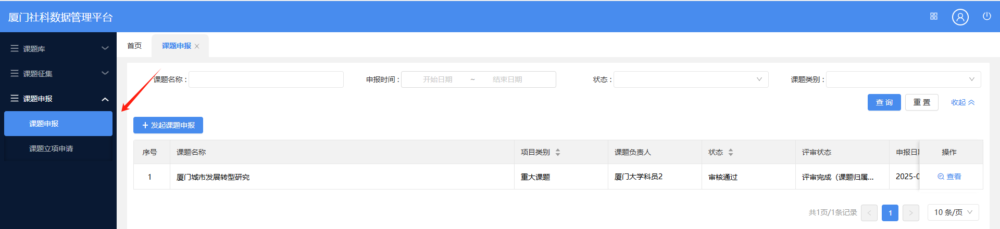 厦门社科数据管理平台
课题库
课题征集
课题申报
课题申报
课题立项申请
首页 课题申报
课题名称 : 申报时间 : 开始日期 ~ 结束日期 状态 : 课题类别 :
查 询 重 置 收起
发起课题申报
序号 课题名称 项目类别 课题负责人 状态 评审状态 申报日 操作
1 厦门城市发展转型研究 重大课题 厦门大学科员2 审核通过 评审完成（课题归属... 2025-0 查看
共1页/1条记录 < 1 > 10 条/页